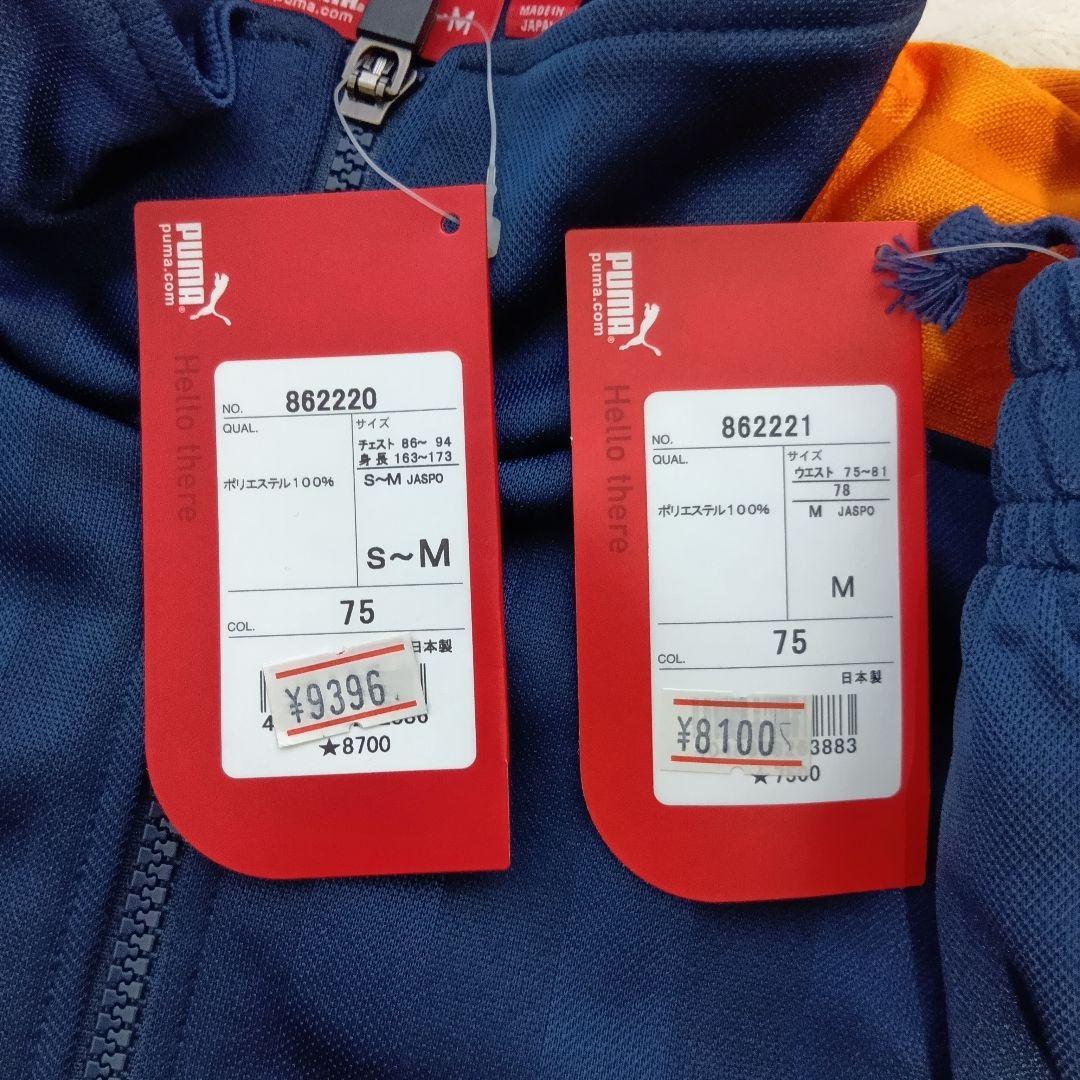 puma.com
~M
MADE IN
JAPAN
PUMA
puma.com
Hello there
NO. 862220
QUAL.
サイズ
チェスト 86~ 94
身長 163~173
ポリエステル100%
S~M JASPO
S~M
COL. 75
日本製
¥9396
★8700
PUMA
puma.com
Hello there
NO. 862221
QUAL.
サイズ
ウエスト 75~81
78
ポリエステル100%
M JASPO
M
COL. 75
日本製
¥8100
3883